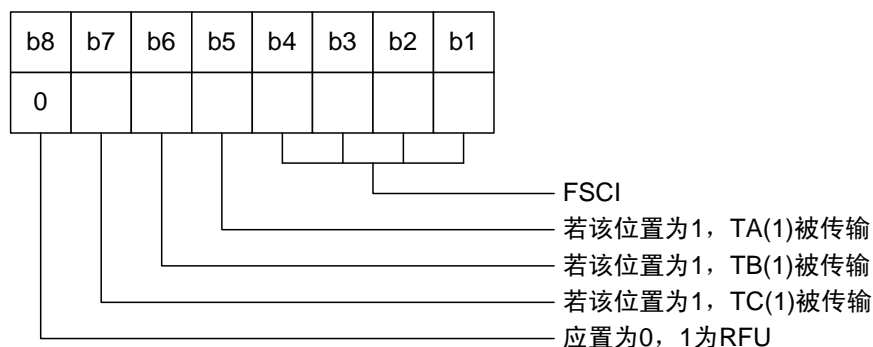 b8 b7 b6 b5 b4 b3 b2 b1
0
FSCI
若该位置为1，TA(1)被传输
若该位置为1，TB(1)被传输
若该位置为1，TC(1)被传输
应置为0，1为RFU